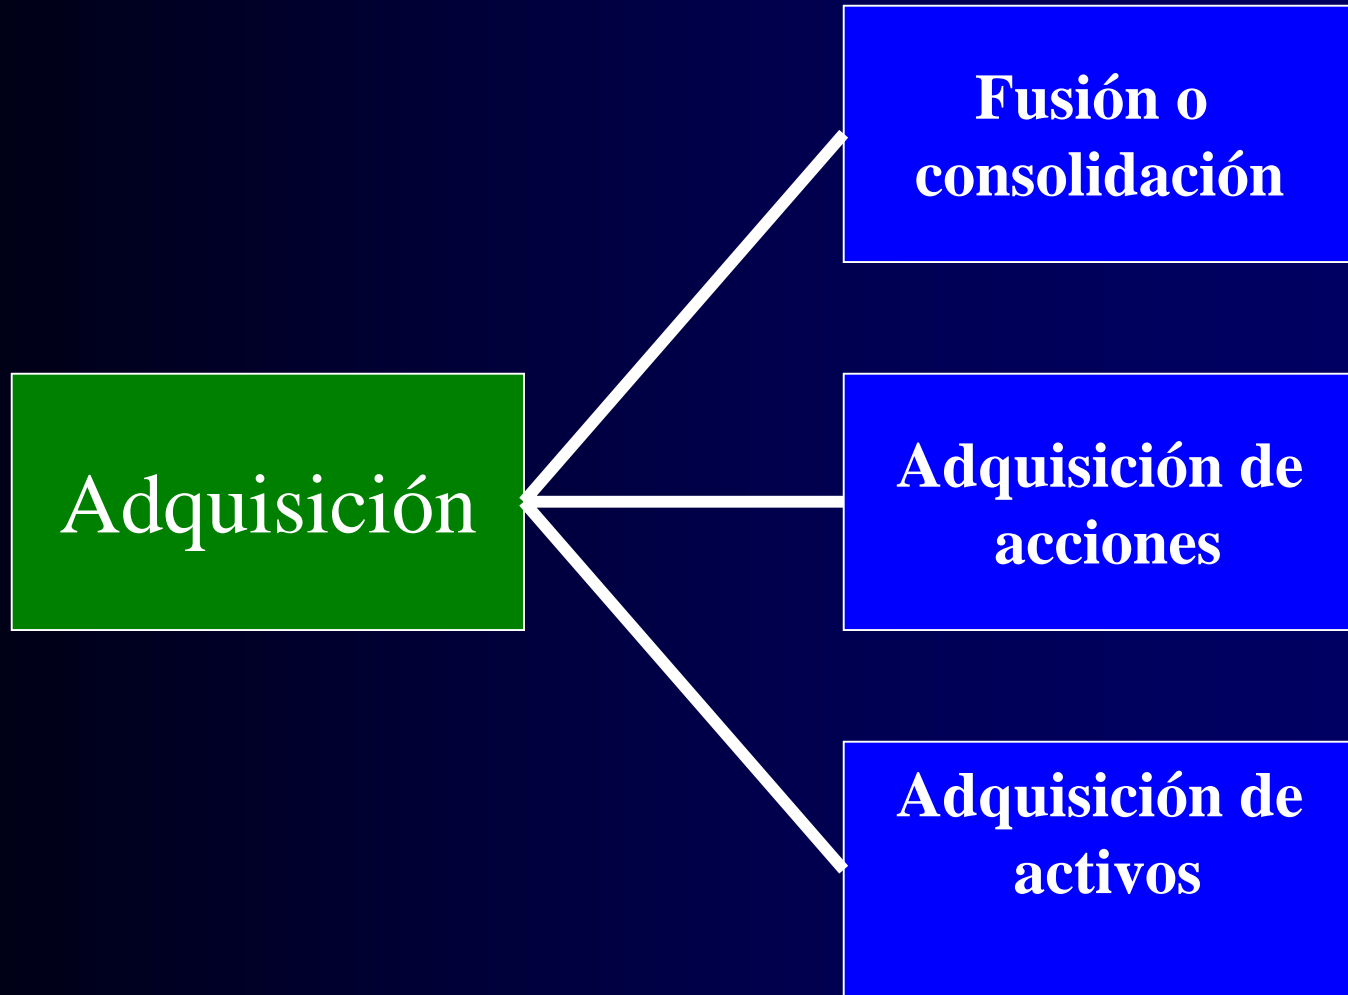 Fusión o
consolidación
Adquisición
Adquisición de
acciones
Adquisición de
activos